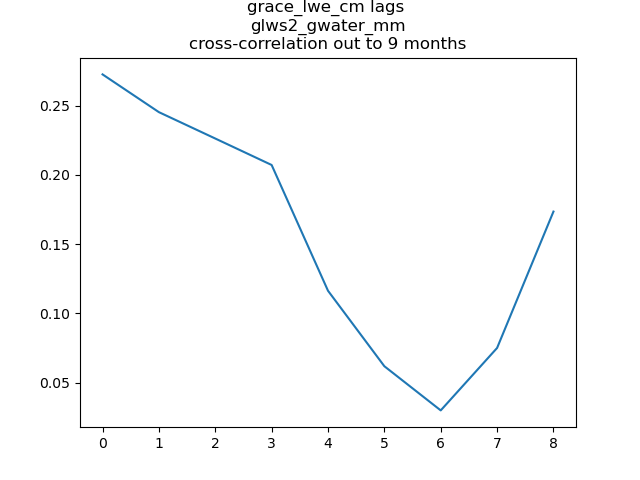 grace_lwe_cm lags
glws2_gwater_mm
cross-correlation out to 9 months
0.25
0.20
0.15
0.10
0.05
0 1 2 3 4 5 6 7 8